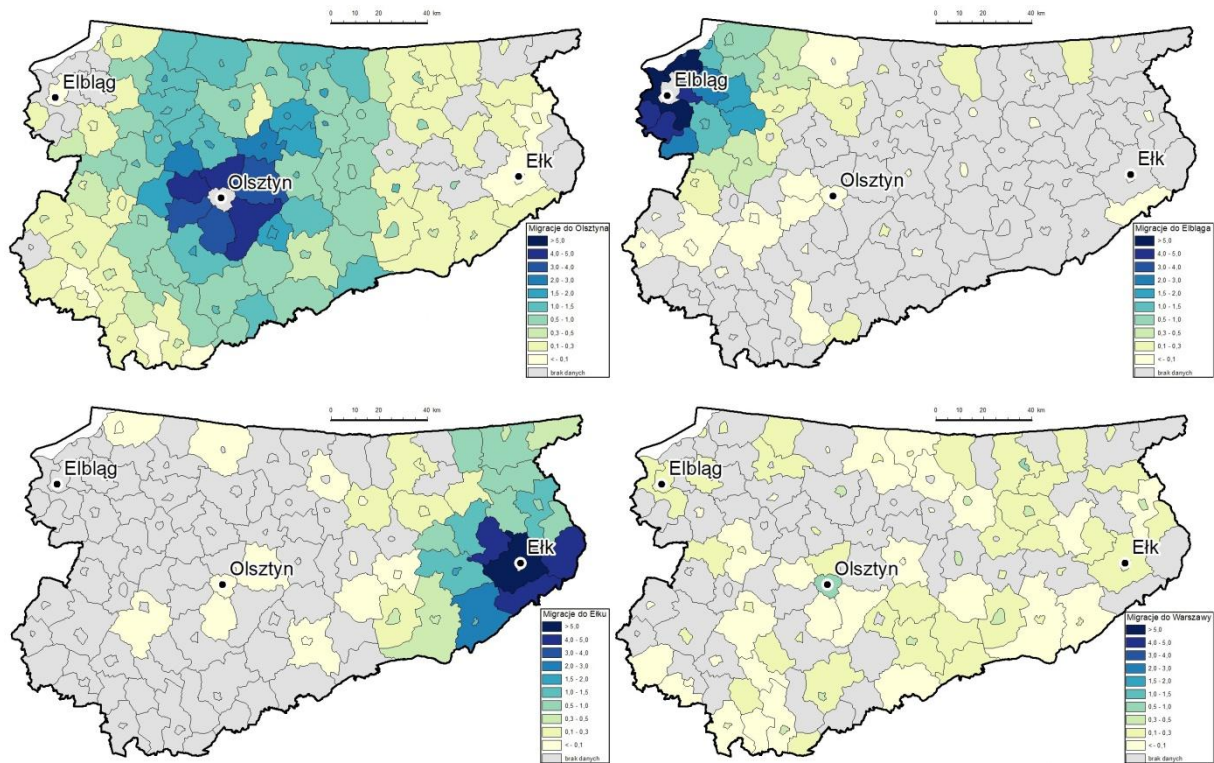 0 10 20 40 km
Elbląg
Olsztyn
Ełk
Migracje do Olsztyna
> 5,0
4,0 - 5,0
3,0 - 4,0
2,0 - 3,0
1,5 - 2,0
1,0 - 1,5
0,5 - 1,0
0,3 - 0,5
0,1 - 0,3
< - 0,1
brak danych
0 10 20 40 km
Elbląg
Olsztyn
Ełk
Migracje do Elbląga
> 5,0
4,0 - 5,0
3,0 - 4,0
2,0 - 3,0
1,5 - 2,0
1,0 - 1,5
0,5 - 1,0
0,3 - 0,5
0,1 - 0,3
< - 0,1
brak danych
0 10 20 40 km
Elbląg
Olsztyn
Ełk
Migracje do Ełku
> 5,0
4,0 - 5,0
3,0 - 4,0
2,0 - 3,0
1,5 - 2,0
1,0 - 1,5
0,5 - 1,0
0,3 - 0,5
0,1 - 0,3
< - 0,1
brak danych
0 10 20 40 km
Elbląg
Olsztyn
Ełk
Migracje do Warszawy
> 5,0
4,0 - 5,0
3,0 - 4,0
2,0 - 3,0
1,5 - 2,0
1,0 - 1,5
0,5 - 1,0
0,3 - 0,5
0,1 - 0,3
< - 0,1
brak danych